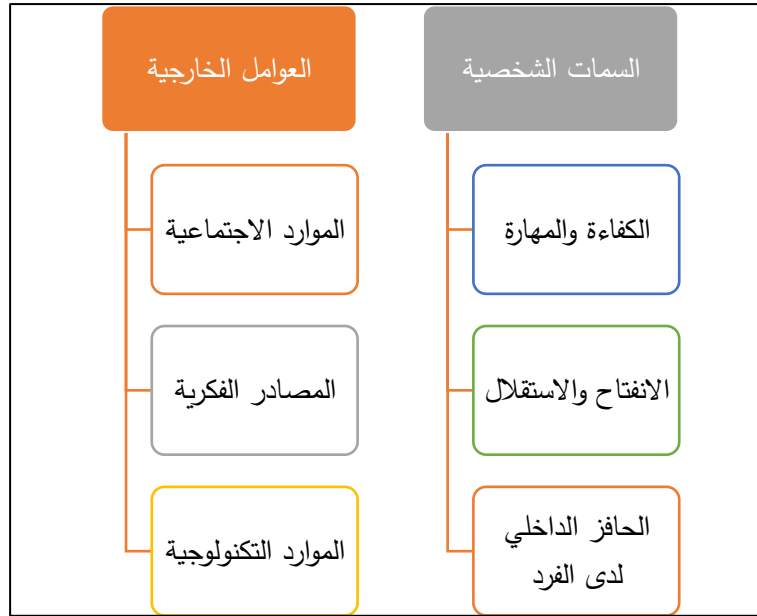 السمات الشخصية
الكفاءة والمهارة
الانفتاح والاستقلال
الحافز الداخلي
لدى الفرد
العوامل الخارجية
الموارد الاجتماعية
المصادر الفكرية
الموارد التكنولوجية